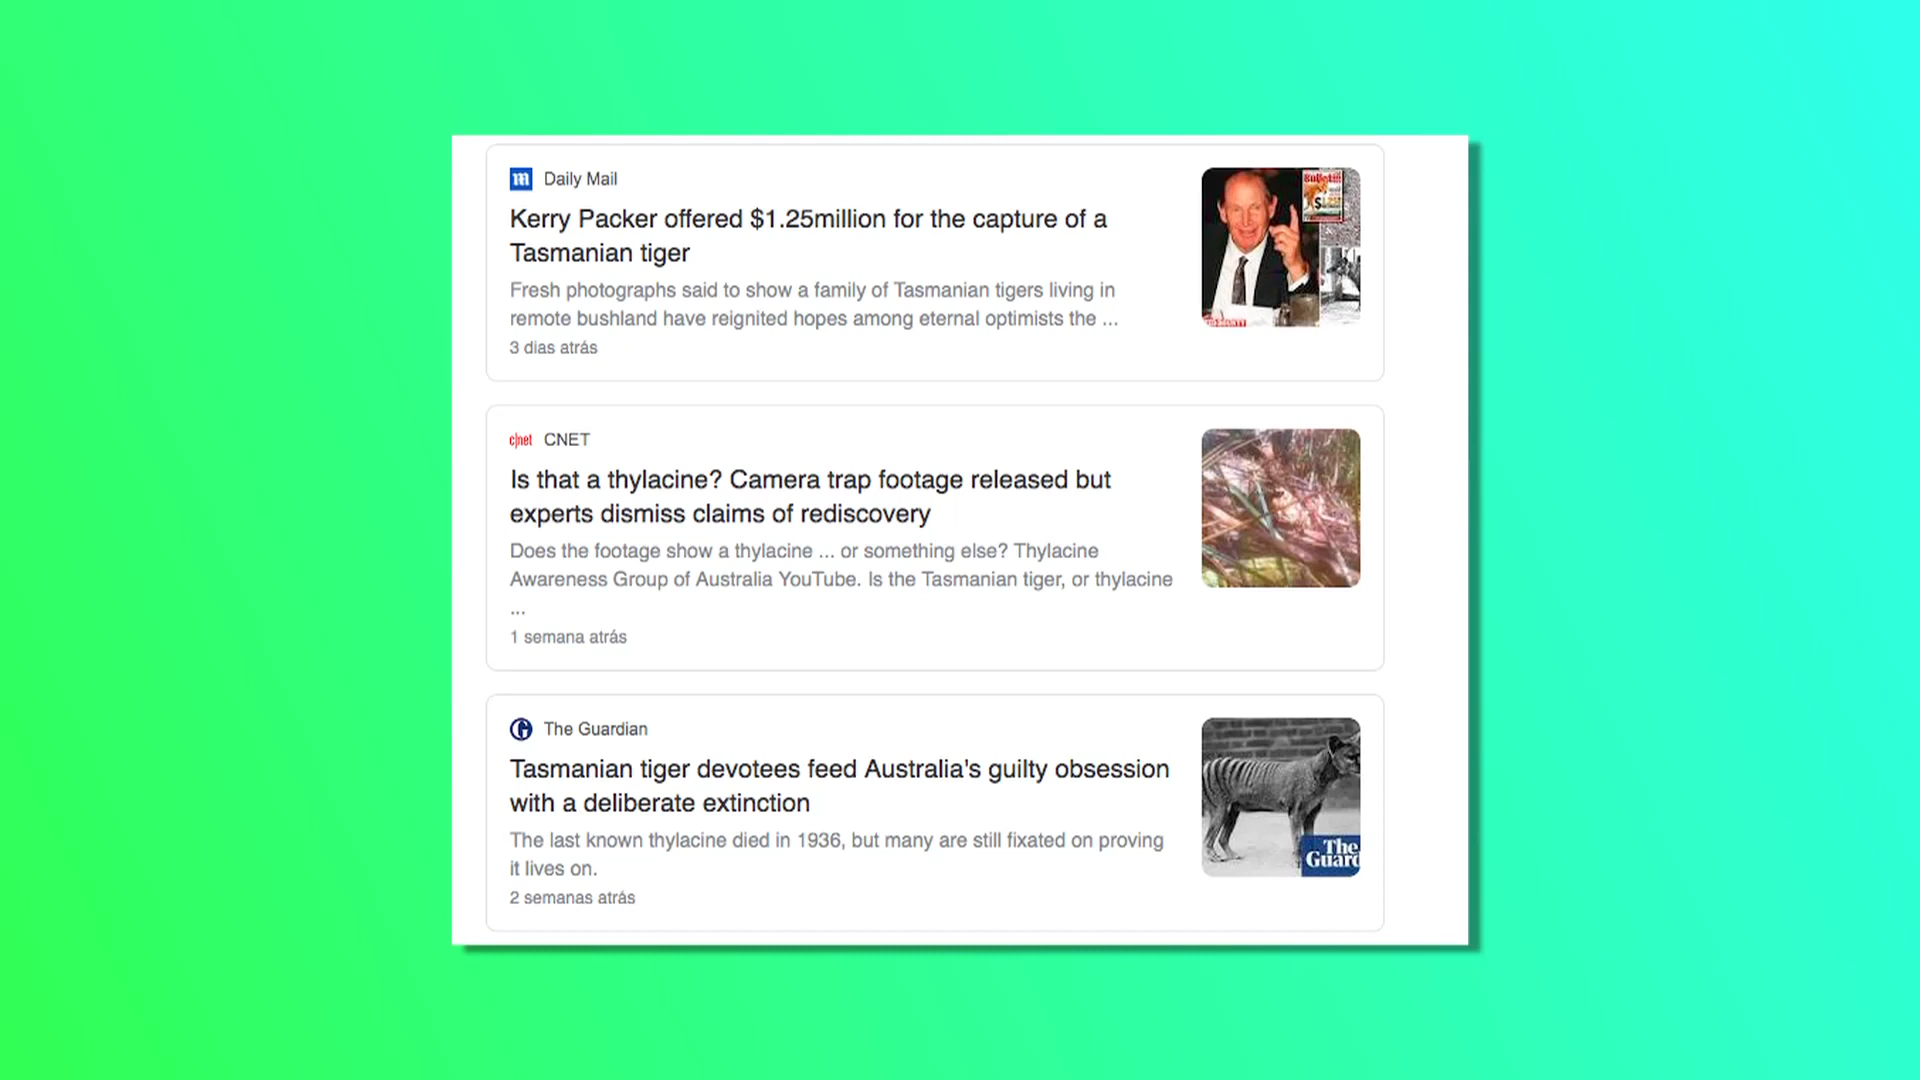 m Daily Mail
Kerry Packer offered $1.25million for the capture of a
Tasmanian tiger
Fresh photographs said to show a family of Tasmanian tigers living in
remote bushland have reignited hopes among eternal optimists the ...
3 dias atrás
c|net CNET
Is that a thylacine? Camera trap footage released but
experts dismiss claims of rediscovery
Does the footage show a thylacine ... or something else? Thylacine
Awareness Group of Australia YouTube. Is the Tasmanian tiger, or thylacine
...
1 semana atrás
G The Guardian
Tasmanian tiger devotees feed Australia's guilty obsession
with a deliberate extinction
The last known thylacine died in 1936, but many are still fixated on proving
it lives on.
2 semanas atrás
The
Guard